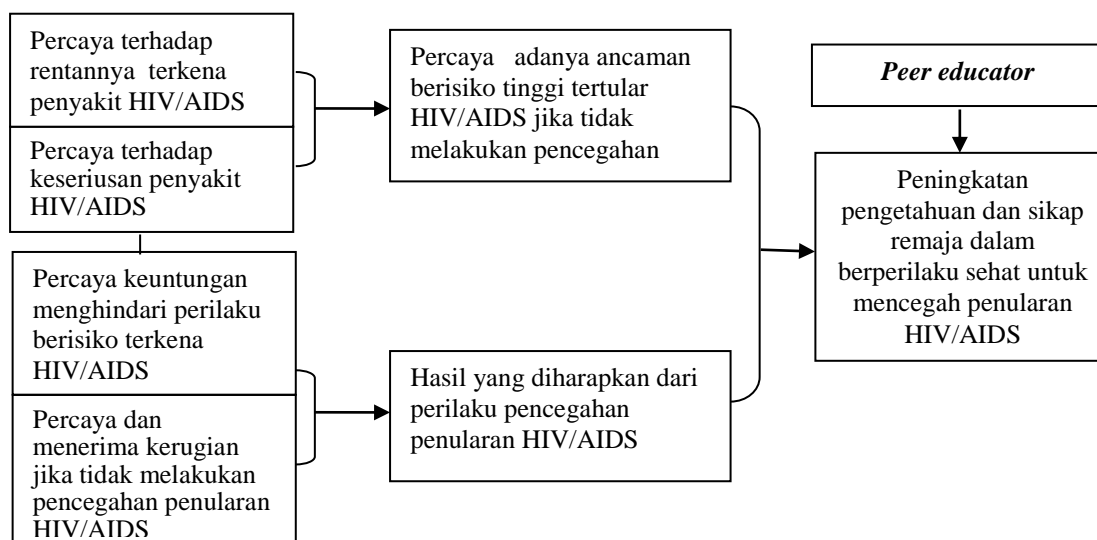 Percaya terhadap
rentannya terkena
penyakit HIV/AIDS
Percaya terhadap
keseriusan penyakit
HIV/AIDS
Percaya keuntungan
menghindari perilaku
berisiko terkena
HIV/AIDS
Percaya dan
menerima kerugian
jika tidak melakukan
pencegahan penularan
HIV/AIDS
Percaya adanya ancaman
berisiko tinggi tertular
HIV/AIDS jika tidak
melakukan pencegahan
Hasil yang diharapkan dari
perilaku pencegahan
penularan HIV/AIDS
Peer educator
Peningkatan
pengetahuan dan sikap
remaja dalam
berperilaku sehat untuk
mencegah penularan
HIV/AIDS